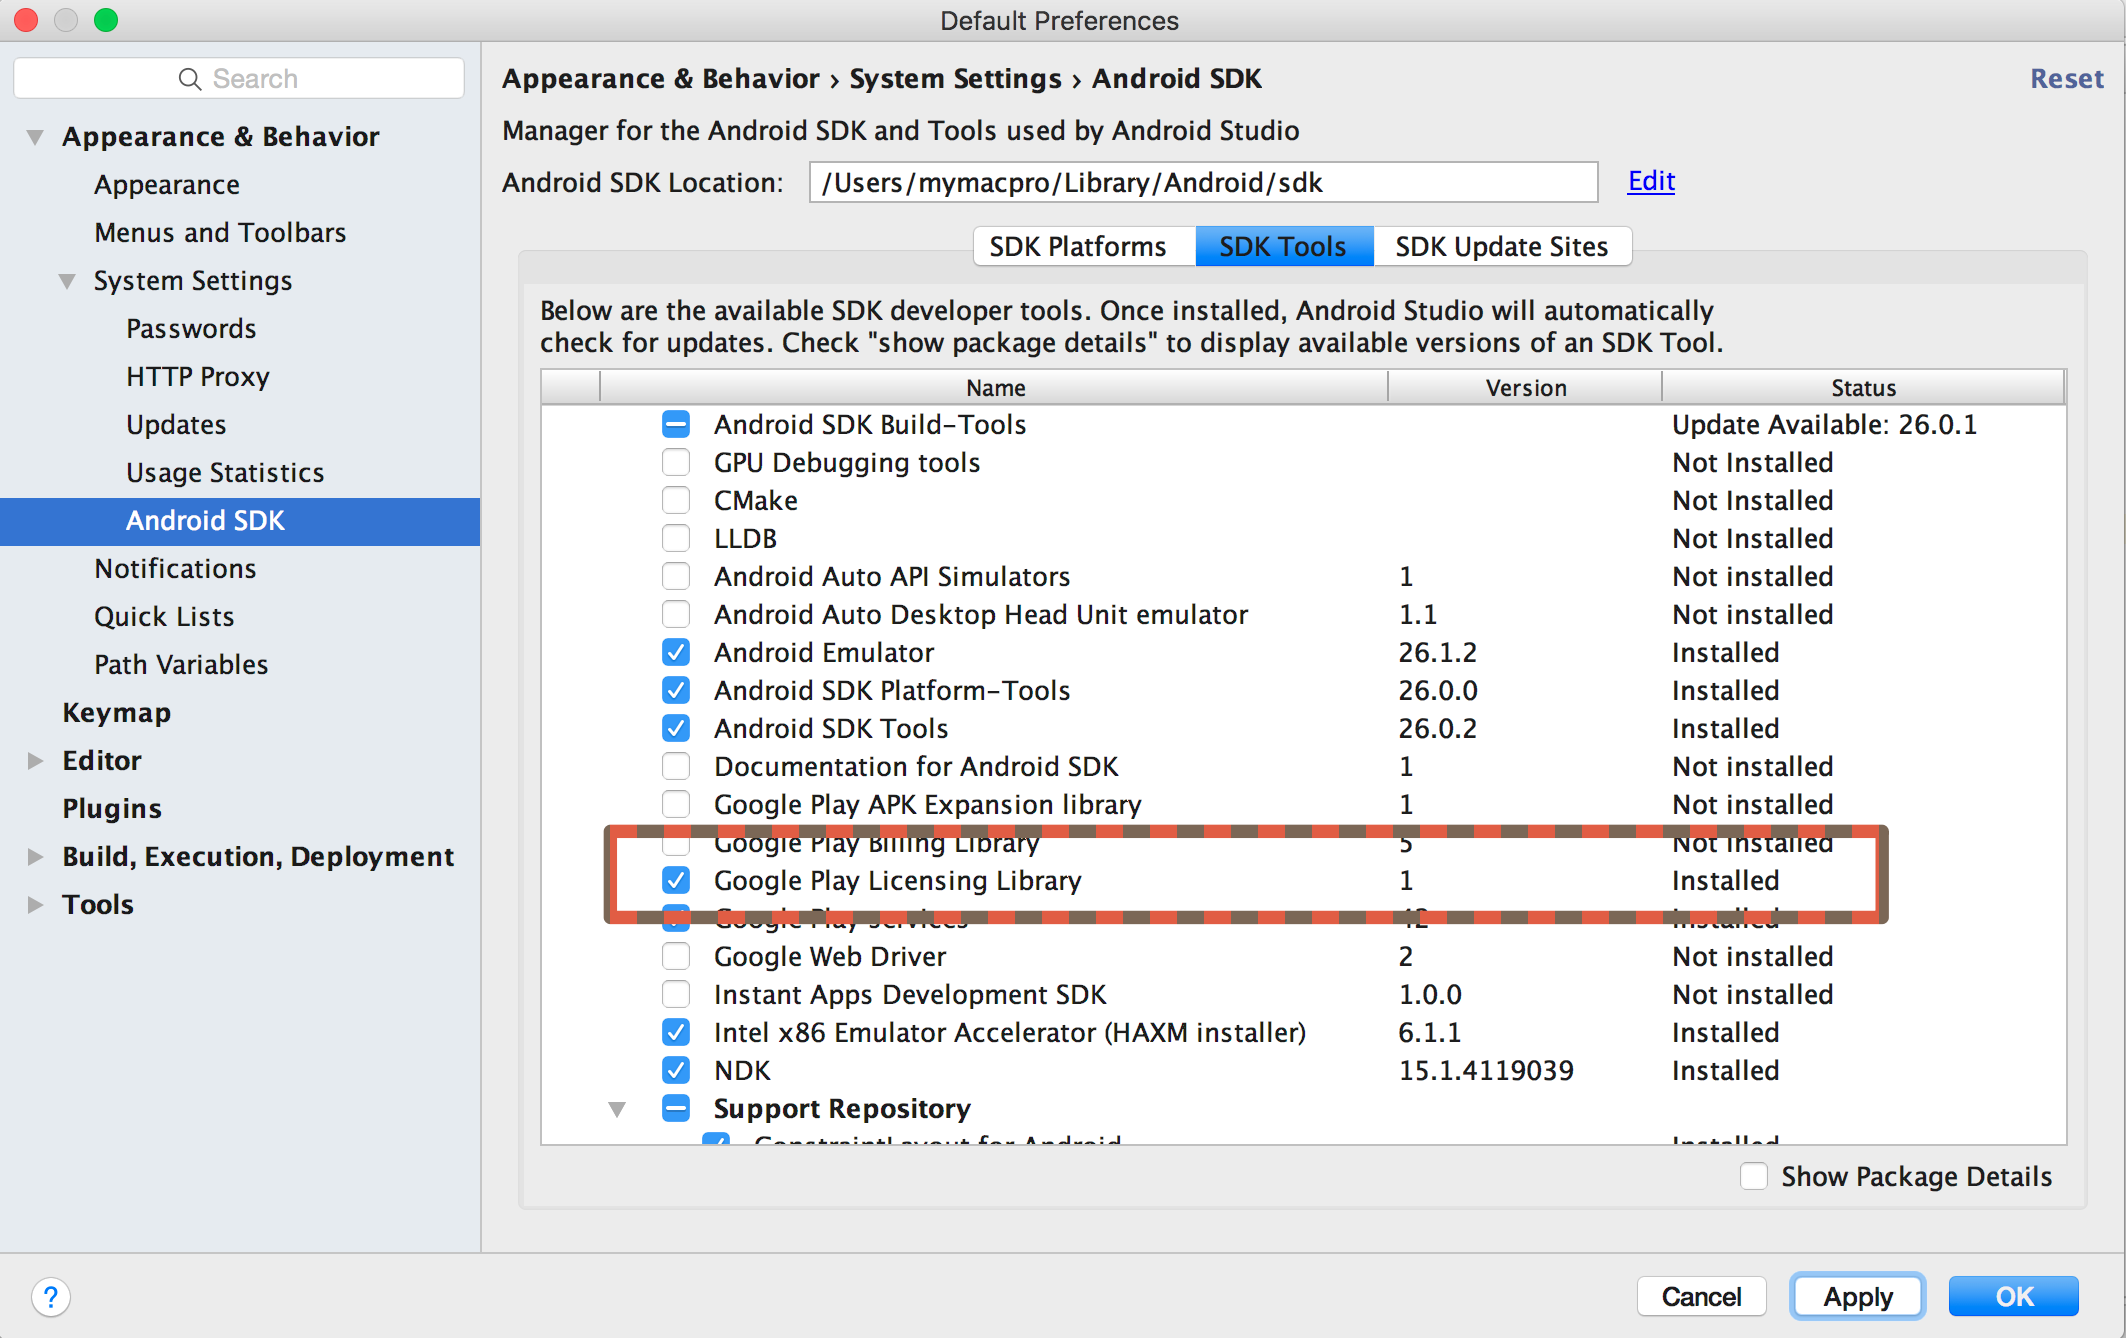 Default Preferences
Search
Appearance & Behavior
Appearance
Menus and Toolbars
System Settings
Passwords
HTTP Proxy
Updates
Usage Statistics
Android SDK
Notifications
Quick Lists
Path Variables
Keymap
Editor
Plugins
Build, Execution, Deployment
Tools
Appearance & Behavior › System Settings › Android SDK
Reset
Manager for the Android SDK and Tools used by Android Studio
Android SDK Location: /Users/mymacpro/Library/Android/sdk Edit
SDK Platforms SDK Tools SDK Update Sites
Below are the available SDK developer tools. Once installed, Android Studio will automatically
check for updates. Check "show package details" to display available versions of an SDK Tool.
Name Version Status
Android SDK Build-Tools Update Available: 26.0.1
GPU Debugging tools Not Installed
CMake Not Installed
LLDB Not Installed
Android Auto API Simulators 1 Not installed
Android Auto Desktop Head Unit emulator 1.1 Not installed
Android Emulator 26.1.2 Installed
Android SDK Platform-Tools 26.0.0 Installed
Android SDK Tools 26.0.2 Installed
Documentation for Android SDK 1 Not installed
Google Play APK Expansion library 1 Not installed
Google Play Billing Library 5 Not installed
Google Play Licensing Library 1 Installed
Google Play services 42 Installed
Google Web Driver 2 Not installed
Instant Apps Development SDK 1.0.0 Not installed
Intel x86 Emulator Accelerator (HAXM installer) 6.1.1 Installed
NDK 15.1.4119039 Installed
Support Repository
ConstraintLayout for Android Installed
Show Package Details
? Cancel Apply OK